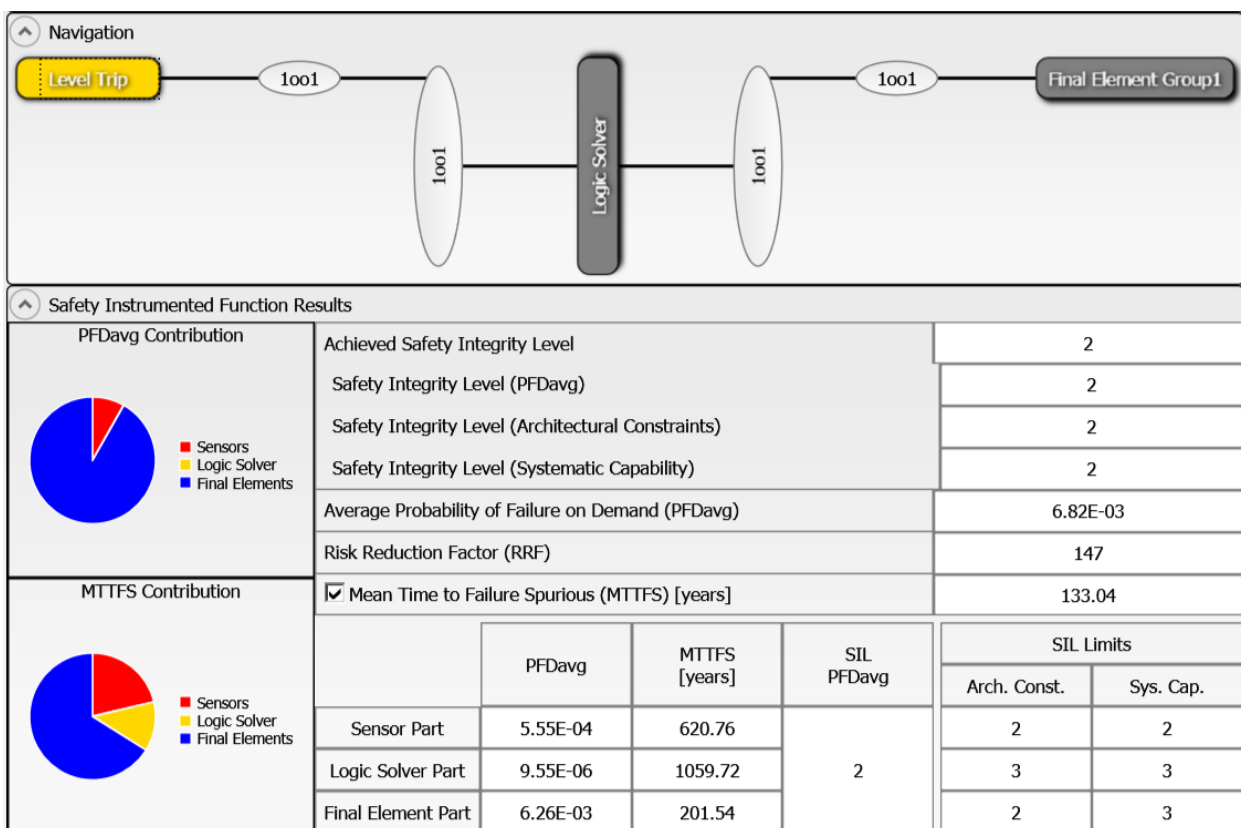 Navigation
Level Trip
1oo1
1oo1
Logic Solver
1oo1
1oo1
Final Element Group1
Safety Instrumented Function Results
PFDavg Contribution
Sensors
Logic Solver
Final Elements
MTTFS Contribution
Sensors
Logic Solver
Final Elements
Achieved Safety Integrity Level 2
Safety Integrity Level (PFDavg) 2
Safety Integrity Level (Architectural Constraints) 2
Safety Integrity Level (Systematic Capability) 2
Average Probability of Failure on Demand (PFDavg) 6.82E-03
Risk Reduction Factor (RRF) 147
Mean Time to Failure Spurious (MTTFS) [years] 133.04
PFDavg
MTTFS
[years]
SIL
PFDavg
SIL Limits
Arch. Const. Sys. Cap.
Sensor Part 5.55E-04 620.76 2 2
Logic Solver Part 9.55E-06 1059.72 2 3 3
Final Element Part 6.26E-03 201.54 2 3